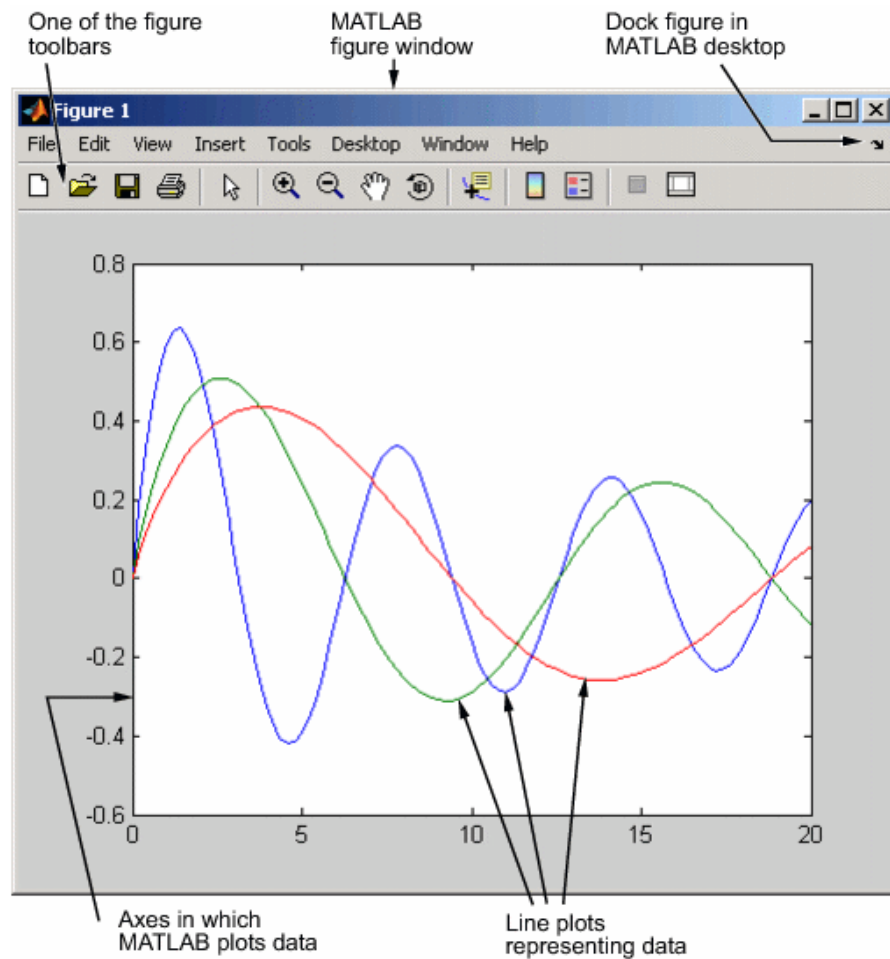 One of the figure
toolbars
MATLAB
figure window
Dock figure in
MATLAB desktop
Figure 1
File Edit View Insert Tools Desktop Window Help
0.8
0.6
0.4
0.2
0
-0.2
-0.4
-0.6
0 5 10 15 20
Axes in which
MATLAB plots data
Line plots
representing data